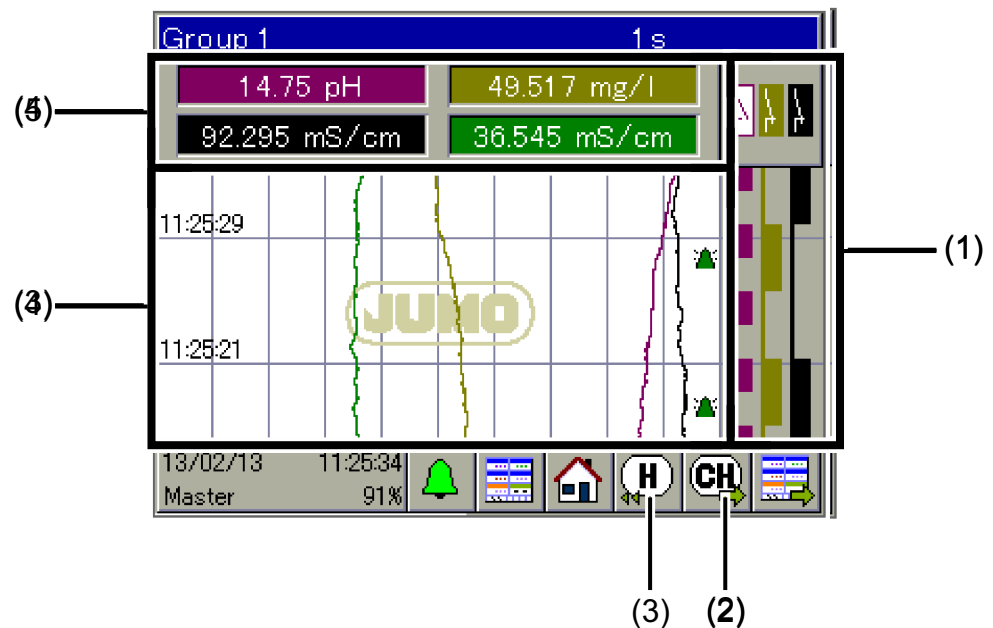 Group 1 1 s
14.75 pH 49.517 mg/l
92.295 mS/cm 36.545 mS/cm
(1)
11:25:29
JUMO
11:25:21
13/02/13 11:25:34
Master 91%
H CH
(3) (2)